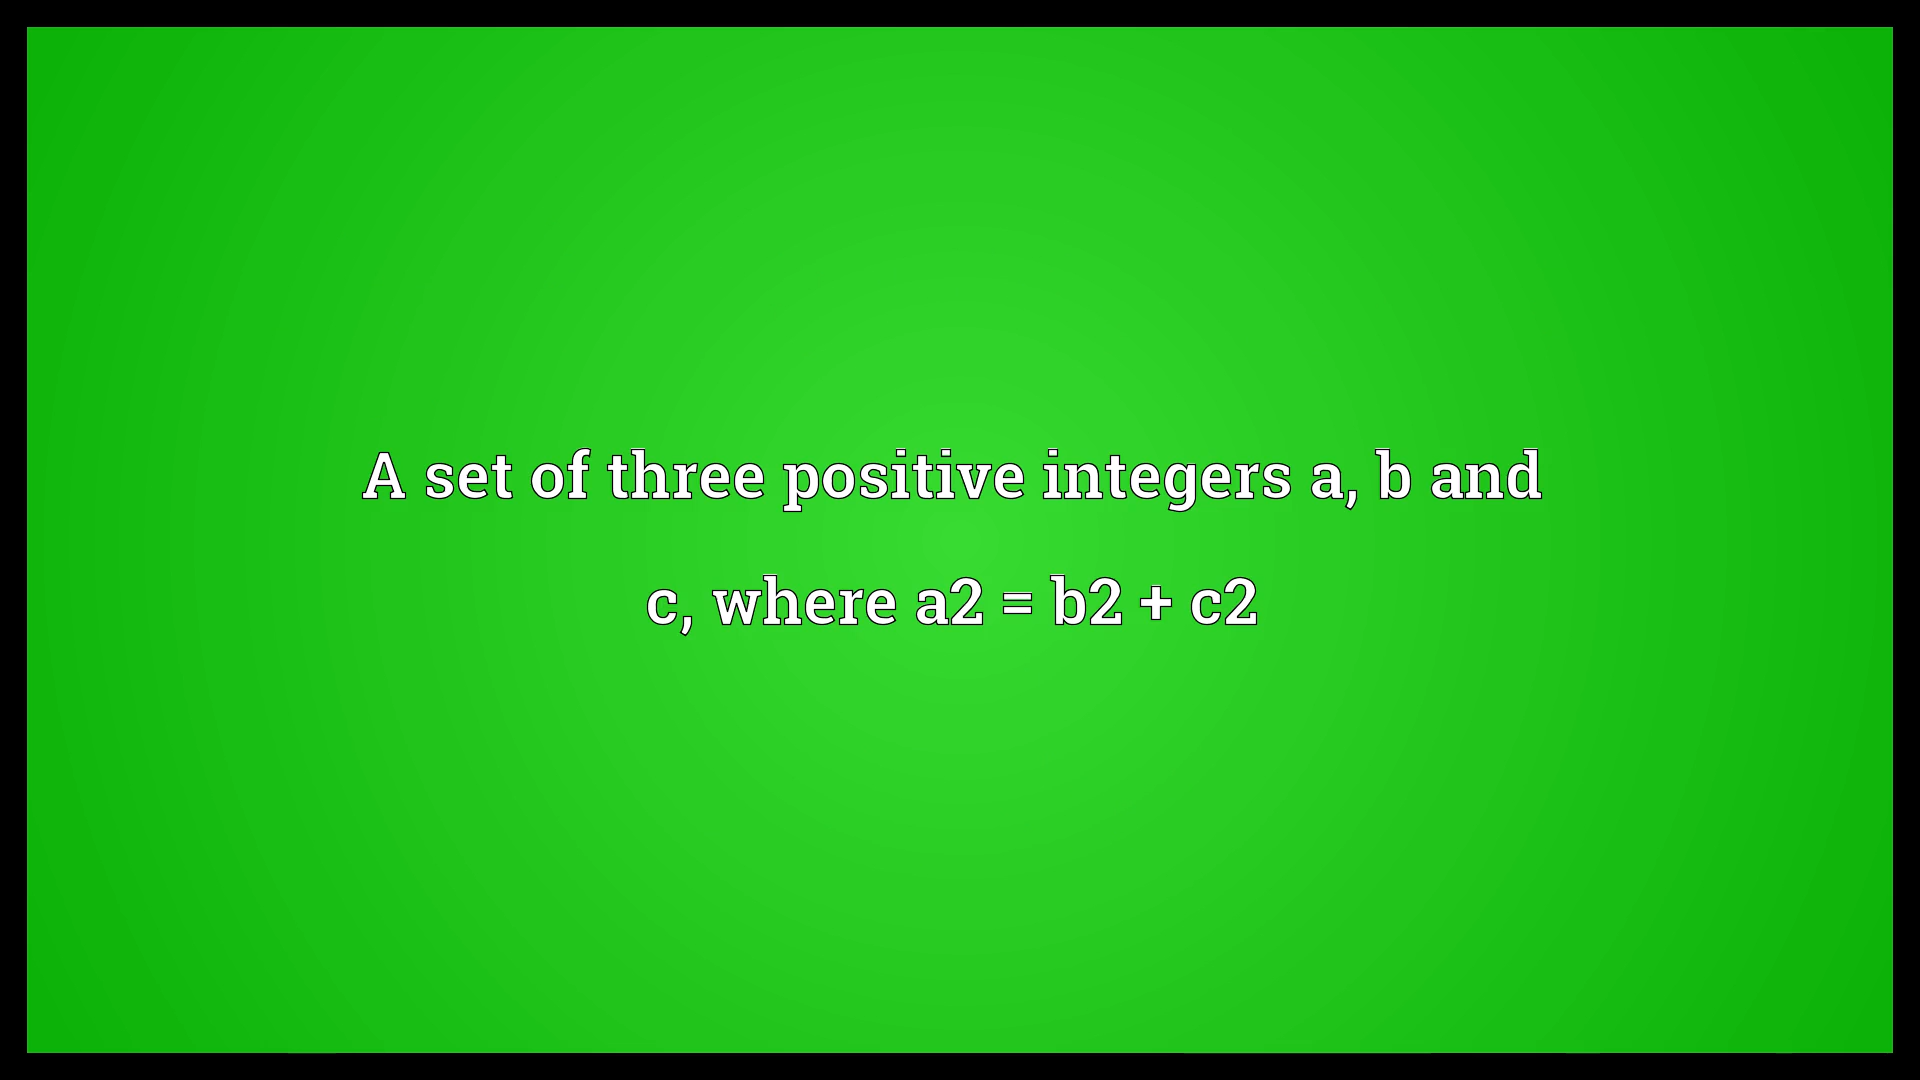 A set of three positive integers a, b and
c, where a2 = b2 + c2